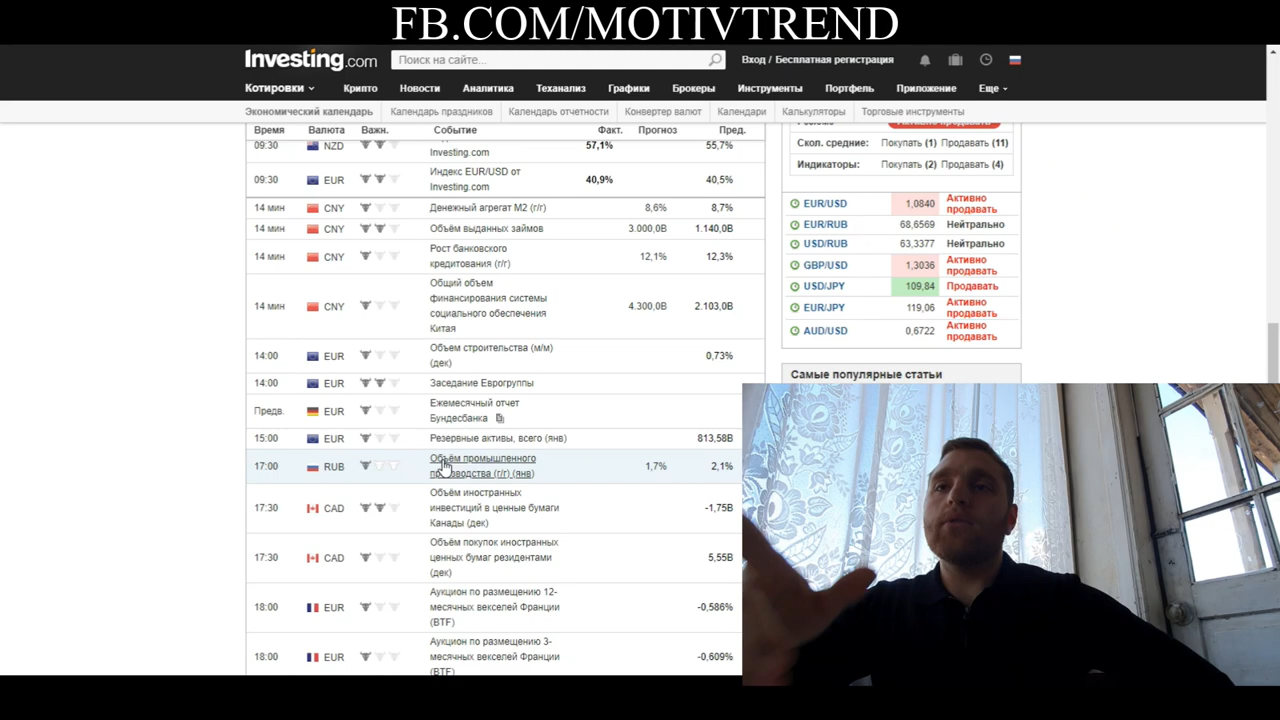 FB.COM/MOTIVTREND
Investing.com
Поиск на сайте...
Вход / Бесплатная регистрация
Котировки
Крипто
Новости
Аналитика
Теханализ
Графики
Брокеры
Инструменты
Портфель
Приложение
Еще
Экономический календарь
Календарь праздников
Календарь отчетности
Конвертер валют
Календари
Калькуляторы
Торговые инструменты
Время Валюта Важн. Событие Факт. Прогноз Пред.
09:30 NZD Investing.com 57,1% 55,7%
09:30 EUR Индекс EUR/USD от 40,9% 40,5%
Investing.com
14 мин CNY Денежный агрегат M2 (г/г) 8,6% 8,7%
14 мин CNY Объём выданных займов 3.000,0B 1.140,0B
14 мин CNY Рост банковского 12,1% 12,3%
кредитования (г/г)
14 мин CNY Общий объем 4.300,0B 2.103,0B
финансирования системы
социального обеспечения
Китая
14:00 EUR Объем строительства (м/м) 0,73%
(дек)
14:00 EUR Заседание Еврогруппы
Предв. EUR Ежемесячный отчет
Бундесбанка
15:00 EUR Резервные активы, всего (янв) 813,58B
17:00 RUB Объём промышленного 1,7% 2,1%
производства (г/г) (янв)
17:30 CAD Объём иностранных -1,75B
инвестиций в ценные бумаги
Канады (дек)
17:30 CAD Объём покупок иностранных 5,55B
ценных бумаг резидентами
(дек)
18:00 EUR Аукцион по размещению 12- -0,586%
месячных векселей Франции
(BTF)
18:00 EUR Аукцион по размещению 3- -0,609%
месячных векселей Франции
(BTF)
Скол. средние: Покупать (1) Продавать (11)
Индикаторы: Покупать (2) Продавать (4)
EUR/USD 1,0840 Активно
продавать
EUR/RUB 68,6569 Нейтрально
USD/RUB 63,3377 Нейтрально
GBP/USD 1,3036 Активно
продавать
USD/JPY 109,84 Продавать
EUR/JPY 119,06 Активно
продавать
AUD/USD 0,6722 Активно
продавать
Самые популярные статьи